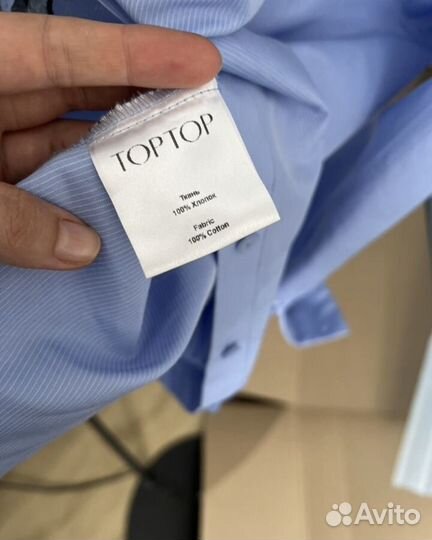 TOPTOP
Ткань
100% Хлопок
Fabric
100% Cotton
Avito